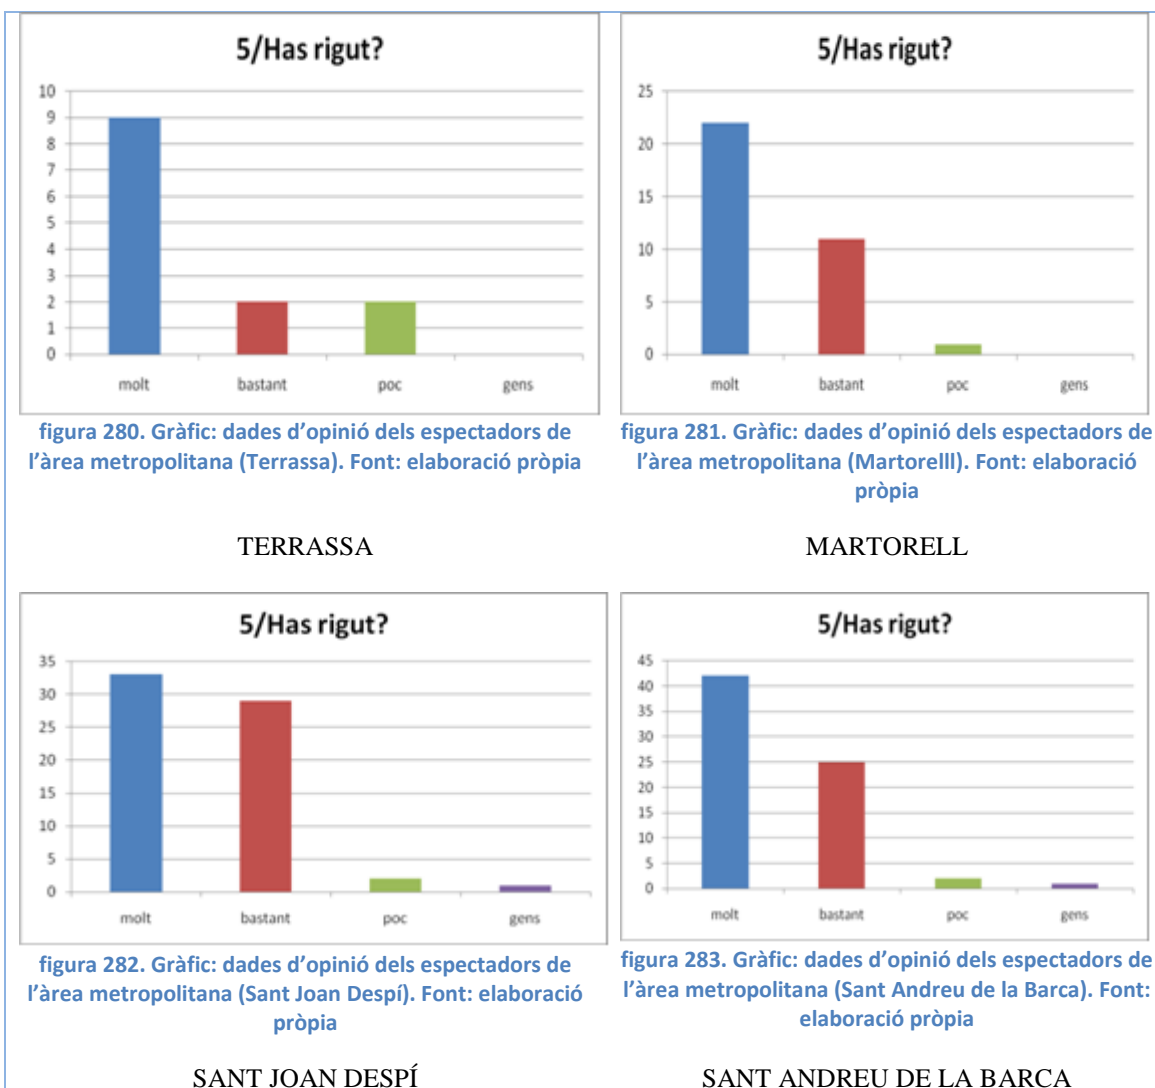 5/Has rigut?
10
9
8
7
6
5
4
3
2
1
0
molt bastant poc gens
figura 280. Gràfic: dades d'opinió dels espectadors de
l'àrea metropolitana (Terrassa). Font: elaboració pròpia
TERRASSA
5/Has rigut?
25
20
15
10
5
0
molt bastant poc gens
figura 281. Gràfic: dades d'opinió dels espectadors de
l'àrea metropolitana (Martorelll). Font: elaboració
pròpia
MARTORELL
5/Has rigut?
35
30
25
20
15
10
5
0
molt bastant poc gens
figura 282. Gràfic: dades d'opinió dels espectadors de
l'àrea metropolitana (Sant Joan Despí). Font: elaboració
pròpia
SANT JOAN DESPÍ
5/Has rigut?
45
40
35
30
25
20
15
10
5
0
molt bastant poc gens
figura 283. Gràfic: dades d'opinió dels espectadors de
l'àrea metropolitana (Sant Andreu de la Barca). Font:
elaboració pròpia
SANT ANDREU DE LA BARCA